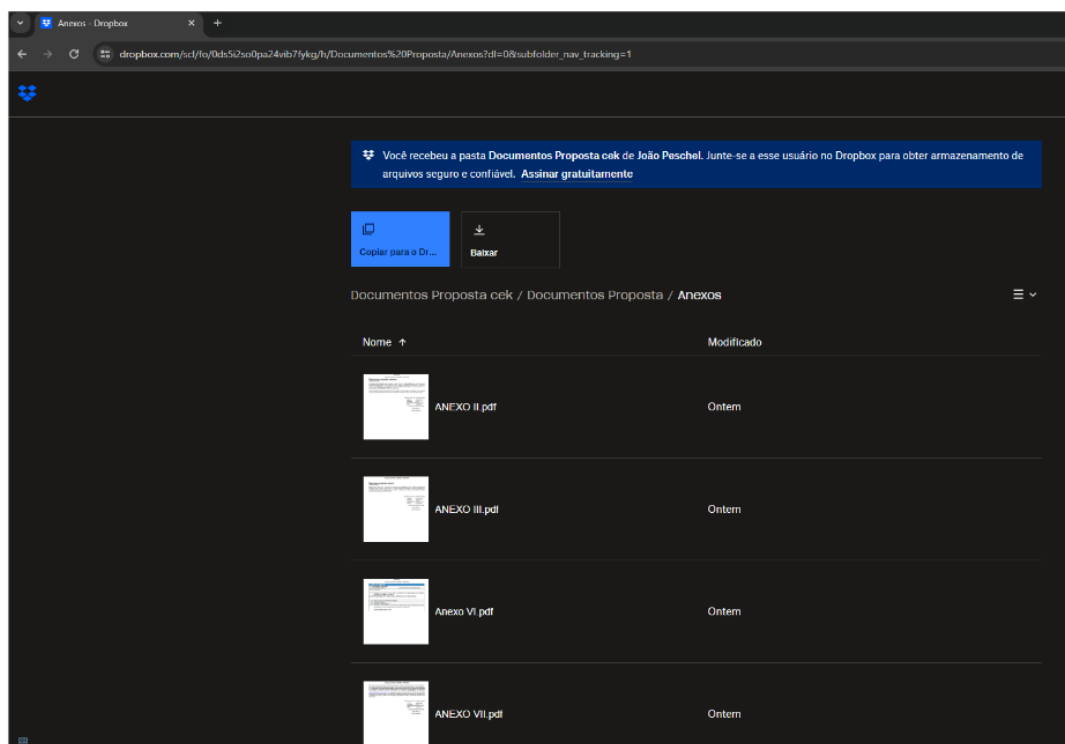 Anexos - Dropbox
dropbox.com/scl/fo/0ds5i2so0pa24vib7fykg/h/Documentos%20Proposta/Anexos?dl=0&subfolder_nav_tracking=1
Você recebeu a pasta Documentos Proposta cek de João Peschel. Junte-se a esse usuário no Dropbox para obter armazenamento de
arquivos seguro e confiável. Assinar gratuitamente
Copiar para o Dr...
Baixar
Documentos Proposta cek / Documentos Proposta / Anexos
Nome ↑
Modificado
ANEXO II.pdf
Ontem
ANEXO III.pdf
Ontem
Anexo VI.pdf
Ontem
ANEXO VII.pdf
Ontem